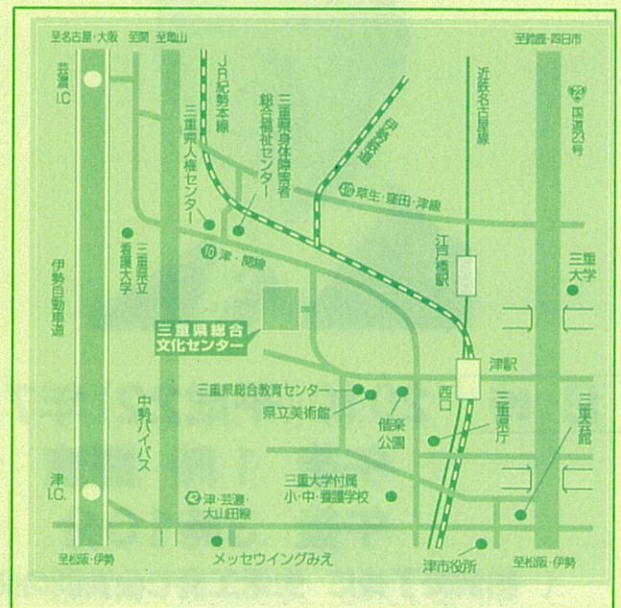 至名古屋・大阪
至関
至亀山
至鈴鹿・四日市
芸濃
I.C
JR紀勢本線
三重県人権センター
三重県身体障害者
総合福祉センター
伊勢鉄道
近鉄名古屋線
23
国道23号
草生・窪田・津線
三重県立
看護大学
10
津・関線
江戸橋駅
三重
大学
伊勢自動車道
三重県総合
文化センター
津駅
三重県総合教育センター
県立美術館
偕楽
公園
西口
三重県庁
三重会館
中勢バイパス
津
I.C.
42
津・芸濃・
大山田線
三重大学付属
小・中・養護学校
至松阪・伊勢
メッセウイングみえ
津市役所
至松阪・伊勢